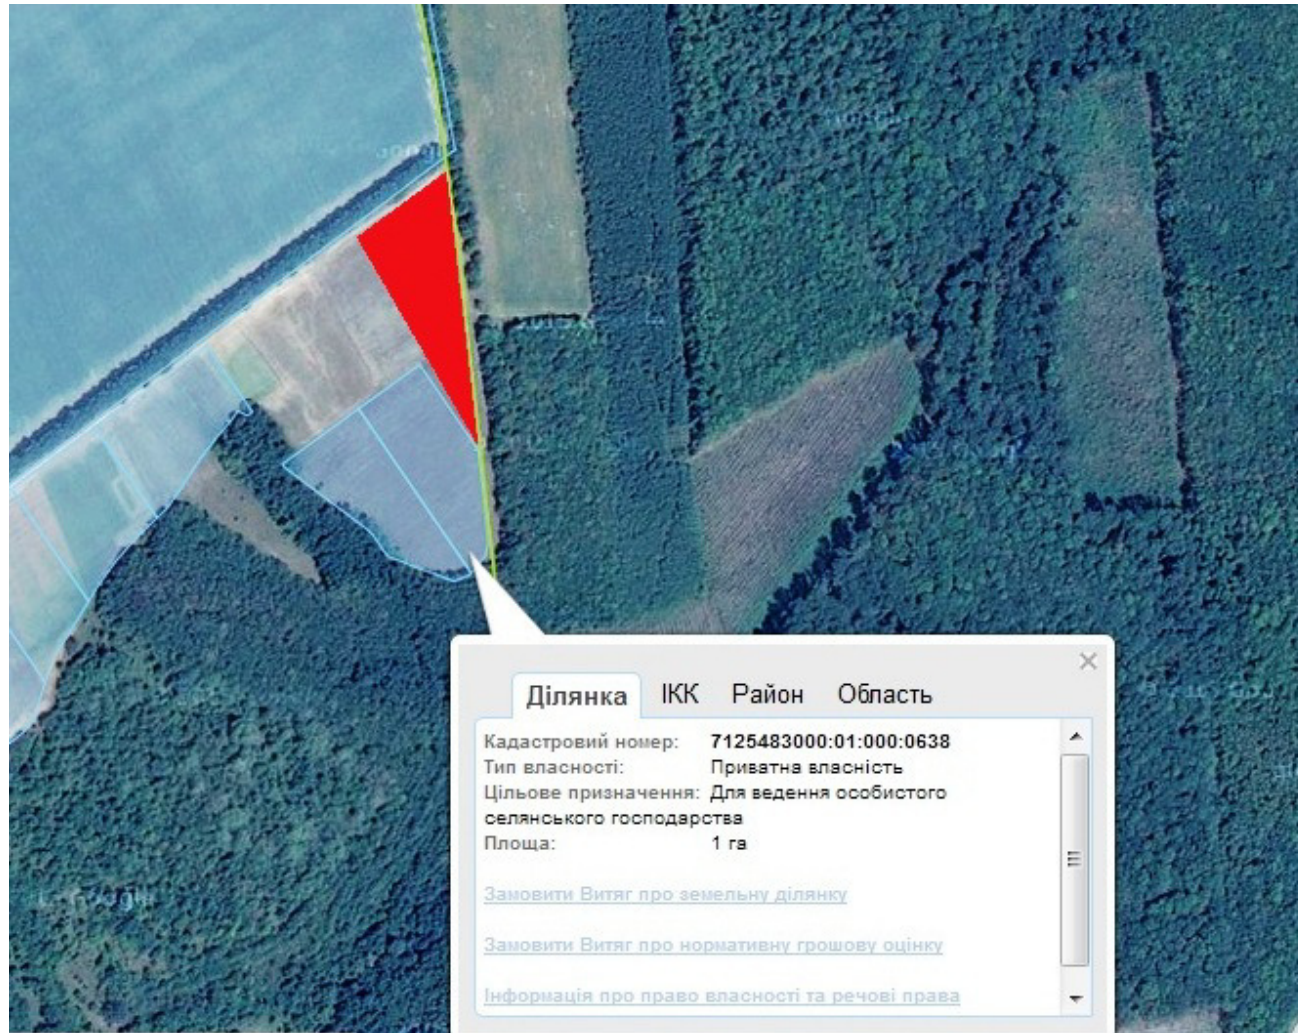 Ділянка ІКК Район Область
Кадастровий номер: 7125483000:01:000:0638
Тип власності: Приватна власність
Цільове призначення: Для ведення особистого
селянського господарства
Площа: 1 га
Замовити Витяг про земельну ділянку
Замовити Витяг про нормативну грошову оцінку
Інформація про право власності та речові права